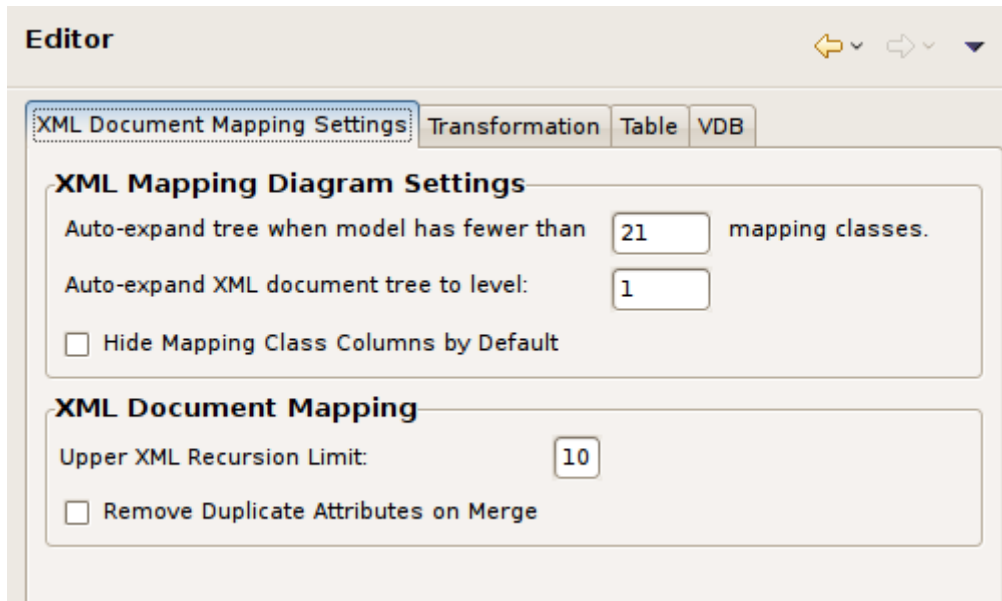 Editor
XML Document Mapping Settings Transformation Table VDB
XML Mapping Diagram Settings
Auto-expand tree when model has fewer than 21 mapping classes.
Auto-expand XML document tree to level: 1
Hide Mapping Class Columns by Default
XML Document Mapping
Upper XML Recursion Limit: 10
Remove Duplicate Attributes on Merge